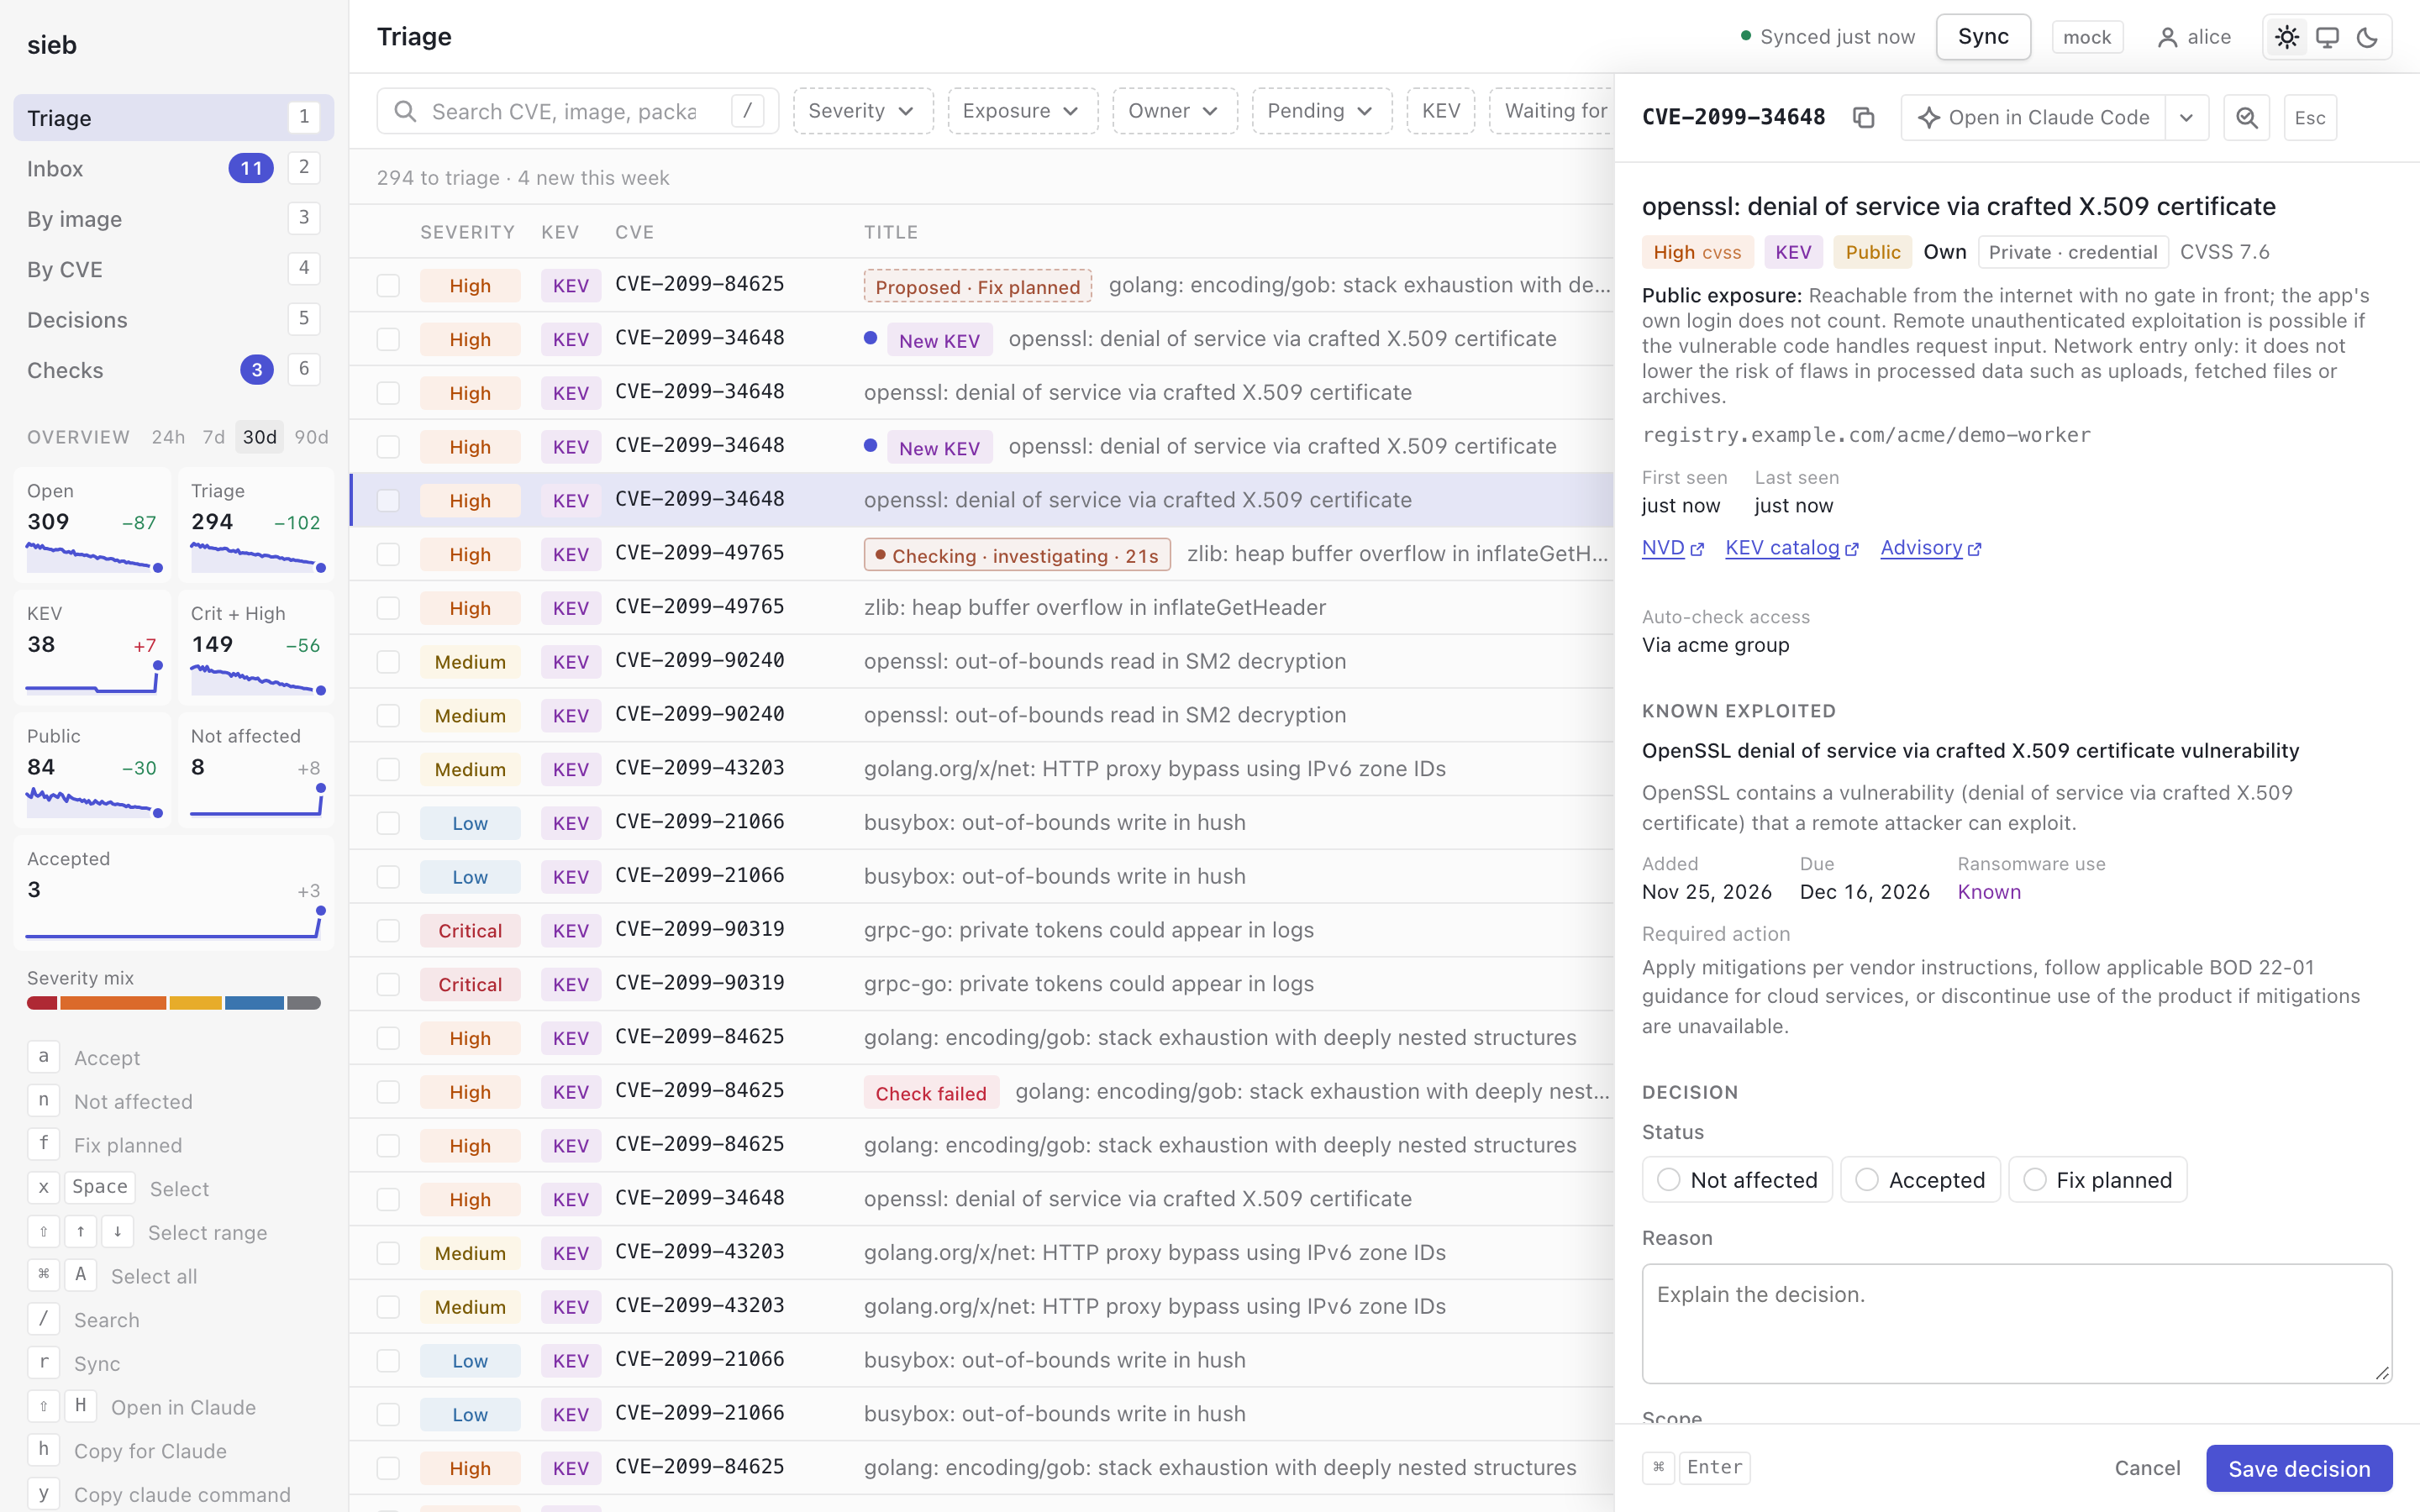 sieb
Triage 1
Inbox 11 2
By image 3
By CVE 4
Decisions 5
Checks 3 6
OVERVIEW 24h 7d 30d 90d
Open
309 −87
Triage
294 −102
KEV
38 +7
Crit + High
149 −56
Public
84 −30
Not affected
8 +8
Accepted
3 +3
Severity mix
a Accept
n Not affected
f Fix planned
x Space Select
⇧ ↑ ↓ Select range
⌘ A Select all
/ Search
r Sync
⇧ H Open in Claude
h Copy for Claude
y Copy claude command
Triage
Synced just now Sync mock alice
Search CVE, image, packa /
Severity Exposure Owner Pending KEV Waiting for
294 to triage · 4 new this week
SEVERITY KEV CVE TITLE
High KEV CVE-2099-84625 Proposed · Fix planned golang: encoding/gob: stack exhaustion with de...
High KEV CVE-2099-34648 New KEV openssl: denial of service via crafted X.509 certificate
High KEV CVE-2099-34648 openssl: denial of service via crafted X.509 certificate
High KEV CVE-2099-34648 New KEV openssl: denial of service via crafted X.509 certificate
High KEV CVE-2099-34648 openssl: denial of service via crafted X.509 certificate
High KEV CVE-2099-49765 Checking · investigating · 21s zlib: heap buffer overflow in inflateGetH...
High KEV CVE-2099-49765 zlib: heap buffer overflow in inflateGetHeader
Medium KEV CVE-2099-90240 openssl: out-of-bounds read in SM2 decryption
Medium KEV CVE-2099-90240 openssl: out-of-bounds read in SM2 decryption
Medium KEV CVE-2099-43203 golang.org/x/net: HTTP proxy bypass using IPv6 zone IDs
Low KEV CVE-2099-21066 busybox: out-of-bounds write in hush
Low KEV CVE-2099-21066 busybox: out-of-bounds write in hush
Critical KEV CVE-2099-90319 grpc-go: private tokens could appear in logs
Critical KEV CVE-2099-90319 grpc-go: private tokens could appear in logs
High KEV CVE-2099-84625 golang: encoding/gob: stack exhaustion with deeply nested structures
High KEV CVE-2099-84625 Check failed golang: encoding/gob: stack exhaustion with deeply nest...
High KEV CVE-2099-84625 golang: encoding/gob: stack exhaustion with deeply nested structures
High KEV CVE-2099-34648 openssl: denial of service via crafted X.509 certificate
Medium KEV CVE-2099-43203 golang.org/x/net: HTTP proxy bypass using IPv6 zone IDs
Medium KEV CVE-2099-43203 golang.org/x/net: HTTP proxy bypass using IPv6 zone IDs
Low KEV CVE-2099-21066 busybox: out-of-bounds write in hush
Low KEV CVE-2099-21066 busybox: out-of-bounds write in hush
High KEV CVE-2099-84625 golang: encoding/gob: stack exhaustion with deeply nested structures
CVE-2099-34648 Open in Claude Code Esc
openssl: denial of service via crafted X.509 certificate
High cvss KEV Public Own Private · credential CVSS 7.6
Public exposure: Reachable from the internet with no gate in front; the app's
own login does not count. Remote unauthenticated exploitation is possible if
the vulnerable code handles request input. Network entry only: it does not
lower the risk of flaws in processed data such as uploads, fetched files or
archives.
registry.example.com/acme/demo-worker
First seen Last seen
just now just now
NVD KEV catalog Advisory
Auto-check access
Via acme group
KNOWN EXPLOITED
OpenSSL denial of service via crafted X.509 certificate vulnerability
OpenSSL contains a vulnerability (denial of service via crafted X.509
certificate) that a remote attacker can exploit.
Added Due Ransomware use
Nov 25, 2026 Dec 16, 2026 Known
Required action
Apply mitigations per vendor instructions, follow applicable BOD 22-01
guidance for cloud services, or discontinue use of the product if mitigations
are unavailable.
DECISION
Status
Not affected Accepted Fix planned
Reason
Explain the decision.
Scope
⌘ Enter Cancel Save decision